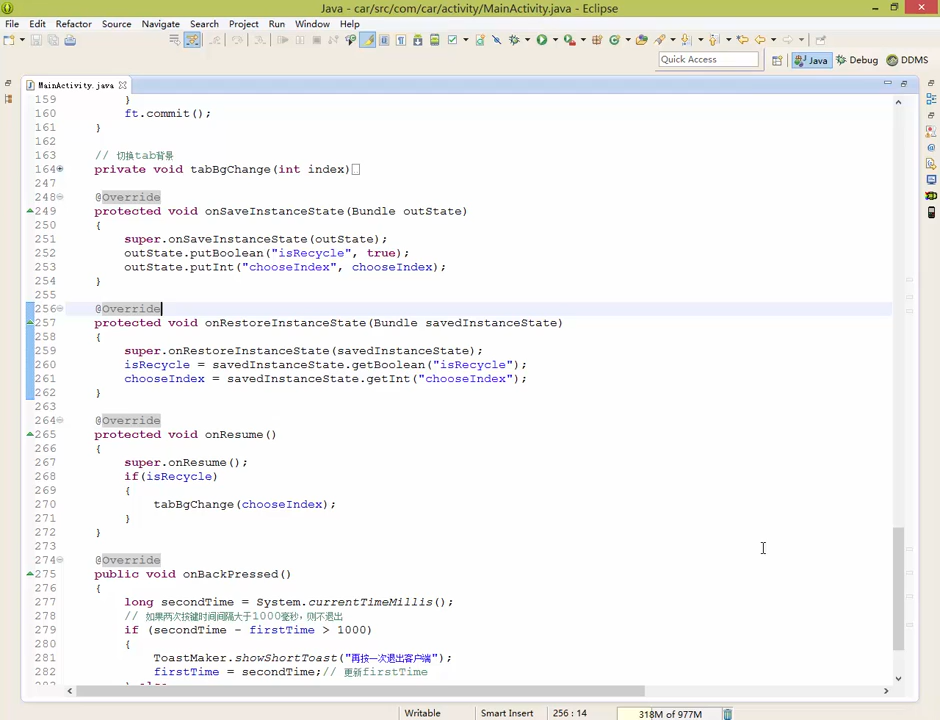 Java - car/src/com/car/activity/MainActivity.java - Eclipse
File Edit Refactor Source Navigate Search Project Run Window Help
Quick Access
Java Debug DDMS
MainActivity.java
159 }
160 ft.commit();
161 }
162
163 // 切换tab背景
164 private void tabBgChange(int index)
247
248 @Override
249 protected void onSaveInstanceState(Bundle outState)
250 {
251 super.onSaveInstanceState(outState);
252 outState.putBoolean("isRecycle", true);
253 outState.putInt("chooseIndex", chooseIndex);
254 }
255
256 @Override
257 protected void onRestoreInstanceState(Bundle savedInstanceState)
258 {
259 super.onRestoreInstanceState(savedInstanceState);
260 isRecycle = savedInstanceState.getBoolean("isRecycle");
261 chooseIndex = savedInstanceState.getInt("chooseIndex");
262 }
263
264 @Override
265 protected void onResume()
266 {
267 super.onResume();
268 if(isRecycle)
269 {
270 tabBgChange(chooseIndex);
271 }
272 }
273
274 @Override
275 public void onBackPressed()
276 {
277 long secondTime = System.currentTimeMillis();
278 // 如果两次按键时间间隔大于1000毫秒,则不退出
279 if (secondTime - firstTime > 1000)
280 {
281 ToastMaker.showShortToast("再按一次退出客户端");
282 firstTime = secondTime;// 更新firstTime
Writable Smart Insert 256 : 14 318M of 977M